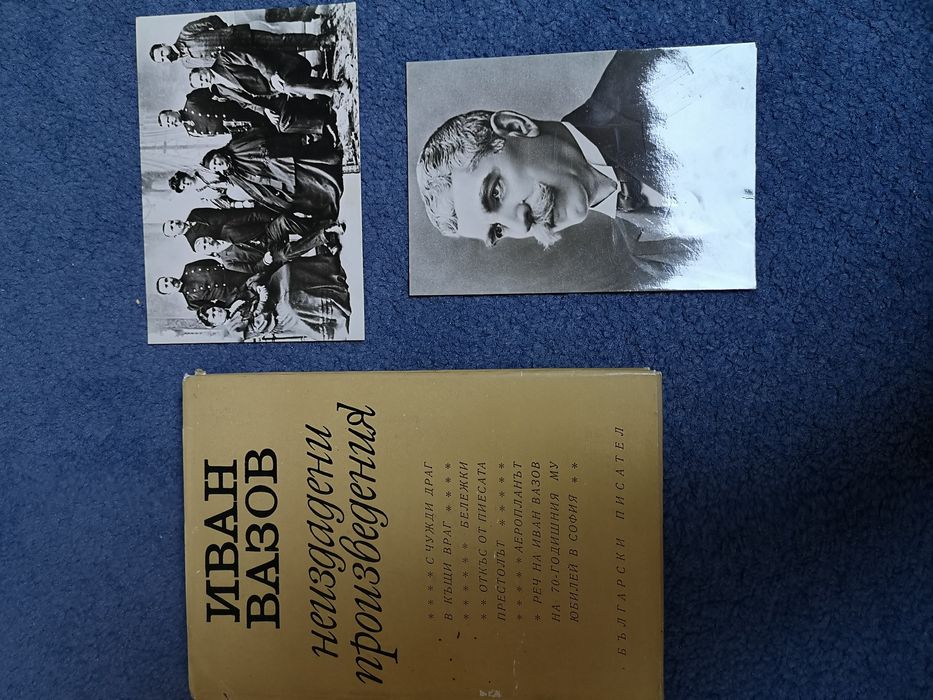 ИВАН
ВАЗОВ
неиздадени
произведения
* * * * С ЧУЖДИ ДРАГ
В КЪЩИ ВРАГ * * * *
* * * * * * БЕЛЕЖКИ
* * ОТКЪС ОТ ПИЕСАТА
ПРЕСТОЛЪТ * * * * *
* * * * * АЕРОПЛАНЪТ
* РЕЧ НА ИВАН ВАЗОВ
НА 70-ГОДИШНИЯ МУ
ЮБИЛЕЙ В СОФИЯ * *
· БЪЛГАРСКИ ПИСАТЕЛ